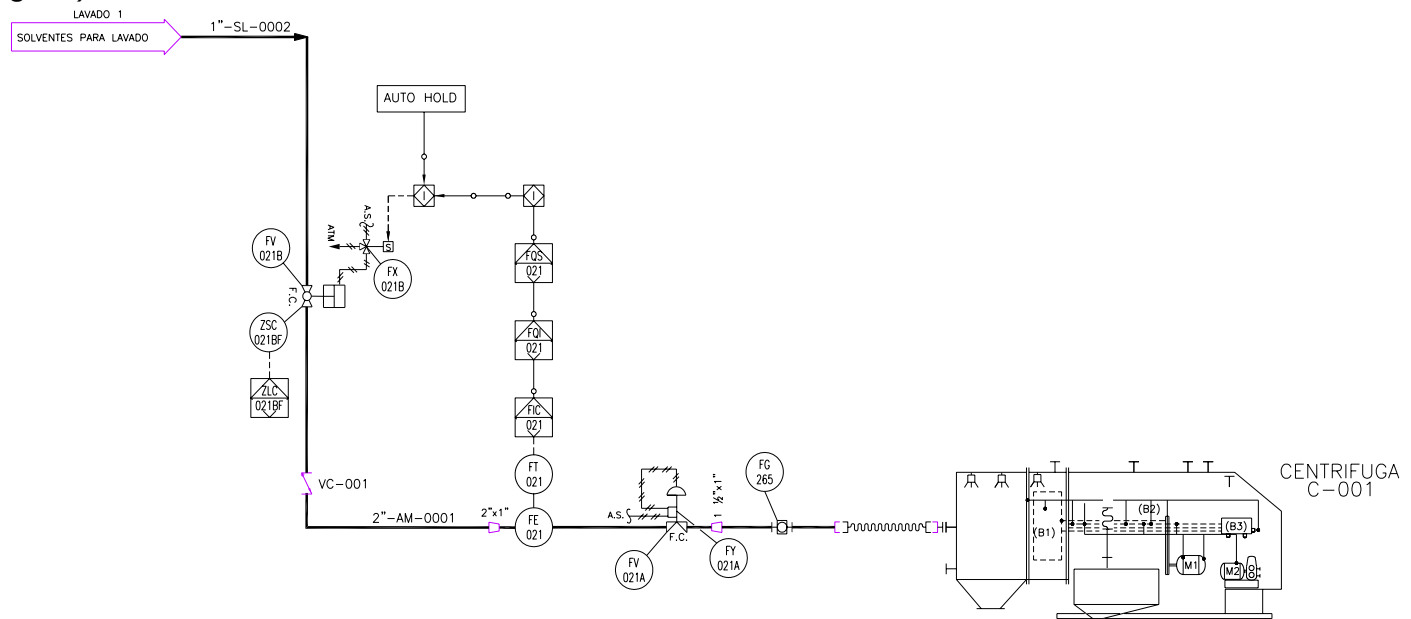 LAVADO 1
SOLVENTES PARA LAVADO
1"-SL-0002
AUTO HOLD
I
I
A.S.
ATM
S
FV
021B
FX
021B
F.C.
ZSC
021BF
ZLC
021BF
FQS
021
FQI
021
FIC
021
FT
021
FE
021
VC-001
2"-AM-0001
2"x1"
A.S.
F.C.
FV
021A
FY
021A
1 ½"x1"
FG
265
CENTRIFUGA
C-001
(B1)
(B2)
(B3)
M1
M2